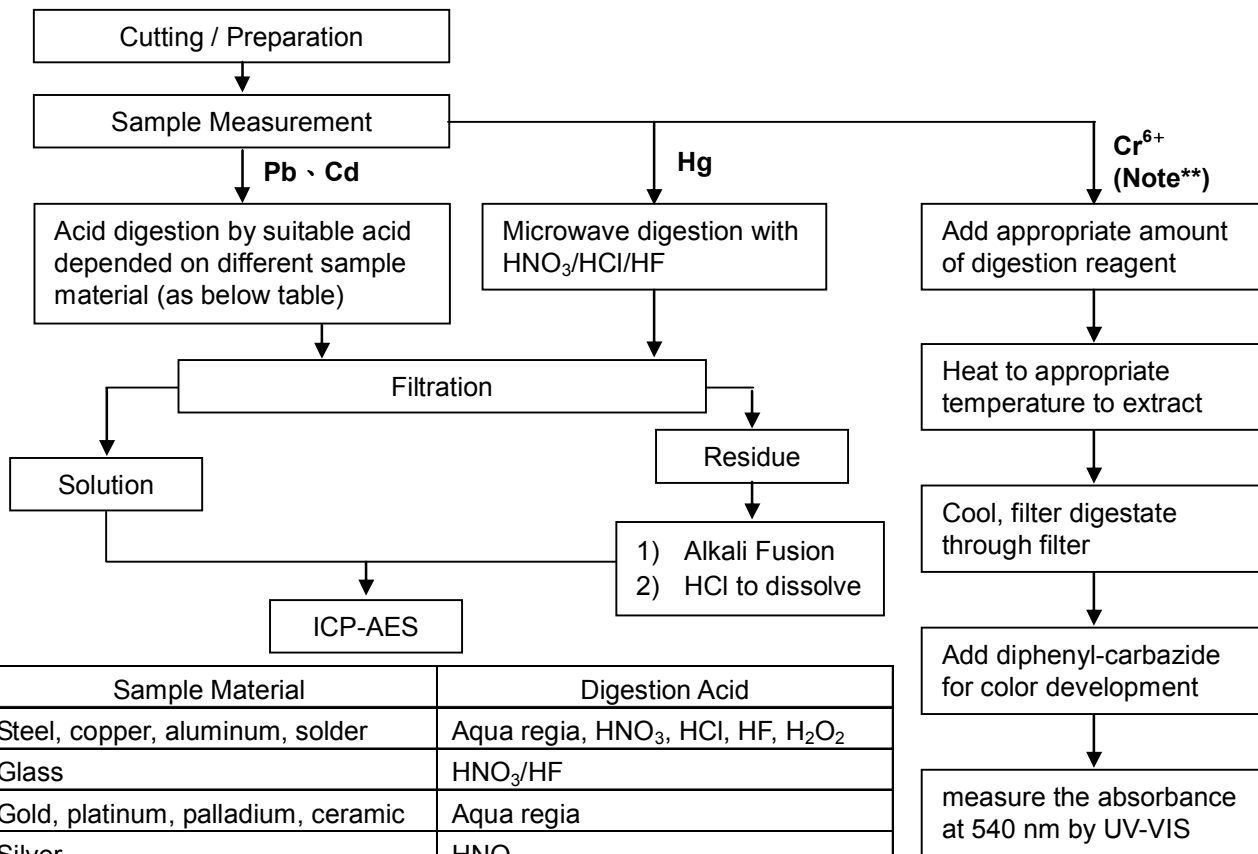 Cutting / Preparation
Sample Measurement
Pb、Cd
Hg
Cr⁶⁺
(Note**)
Acid digestion by suitable acid
depended on different sample
material (as below table)
Microwave digestion with
HNO₃/HCl/HF
Add appropriate amount
of digestion reagent
Filtration
Heat to appropriate
temperature to extract
Solution
Residue
1) Alkali Fusion
2) HCl to dissolve
Cool, filter digestate
through filter
ICP-AES
Add diphenyl-carbazide
for color development
measure the absorbance
at 540 nm by UV-VIS
Sample Material Digestion Acid
Steel, copper, aluminum, solder Aqua regia, HNO₃, HCl, HF, H₂O₂
Glass HNO₃/HF
Gold, platinum, palladium, ceramic Aqua regia
Silver HNO